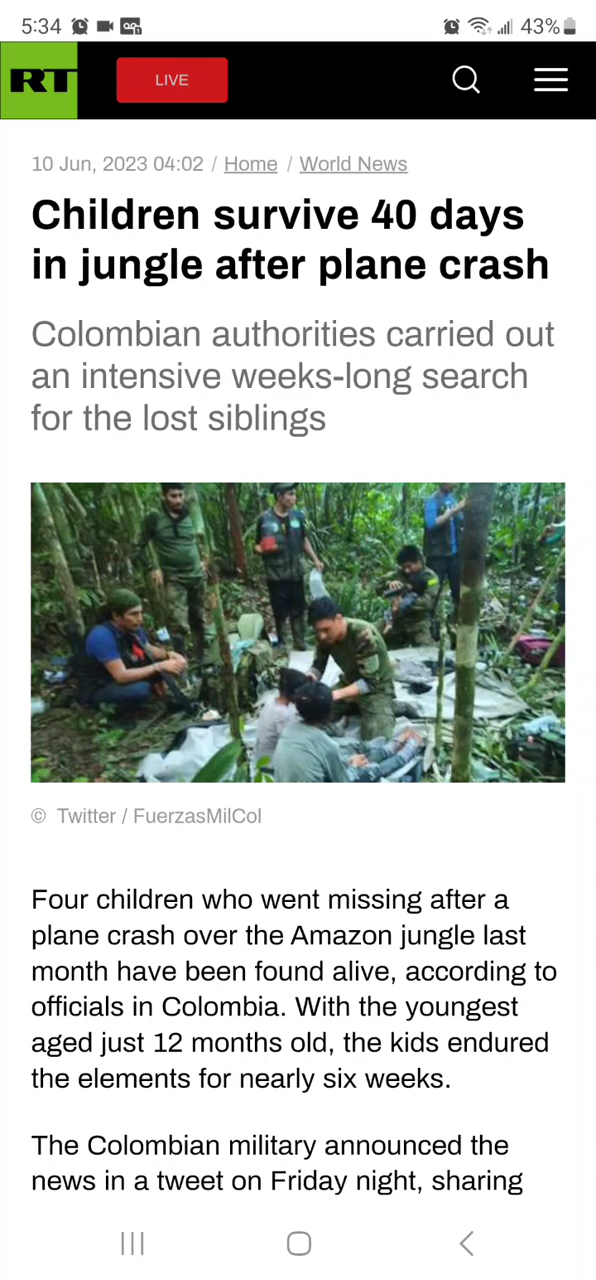 5:34
43%
RT
LIVE
10 Jun, 2023 04:02 / Home / World News
Children survive 40 days
in jungle after plane crash
Colombian authorities carried out
an intensive weeks-long search
for the lost siblings
© Twitter / FuerzasMilCol
Four children who went missing after a
plane crash over the Amazon jungle last
month have been found alive, according to
officials in Colombia. With the youngest
aged just 12 months old, the kids endured
the elements for nearly six weeks.
The Colombian military announced the
news in a tweet on Friday night, sharing